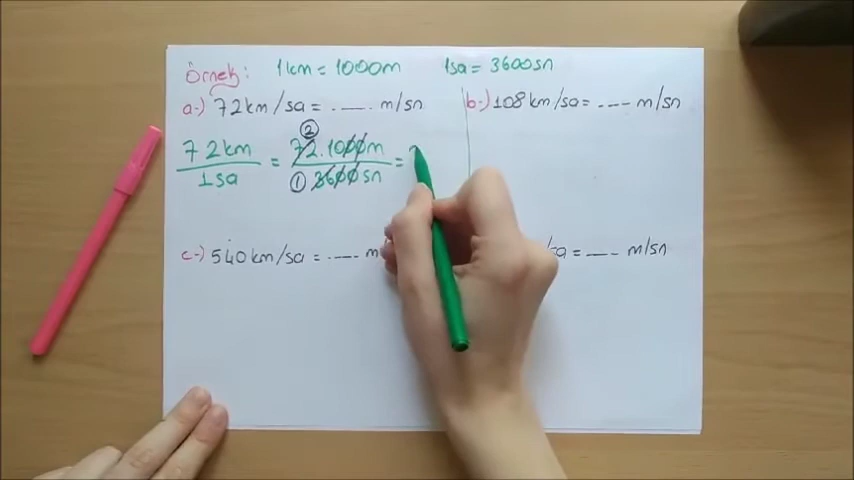 Örnek: 1km = 1000m 1sa = 3600sn
a-) 72km/sa = ..... m/sn
72km / 1sa = 72.1000m / 3600sn =
2
1
b-) 108 km/sa = ---- m/sn
c-) 540 km/sa = ..... m
/sa = ---- m/sn